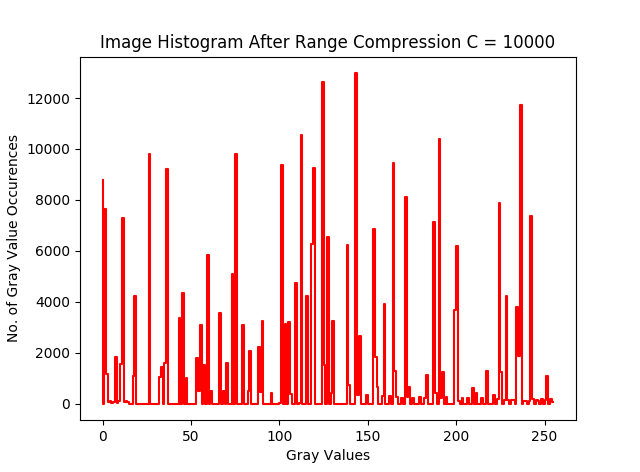 Image Histogram After Range Compression C = 10000
No. of Gray Value Occurences
12000
10000
8000
6000
4000
2000
0
0 50 100 150 200 250
Gray Values